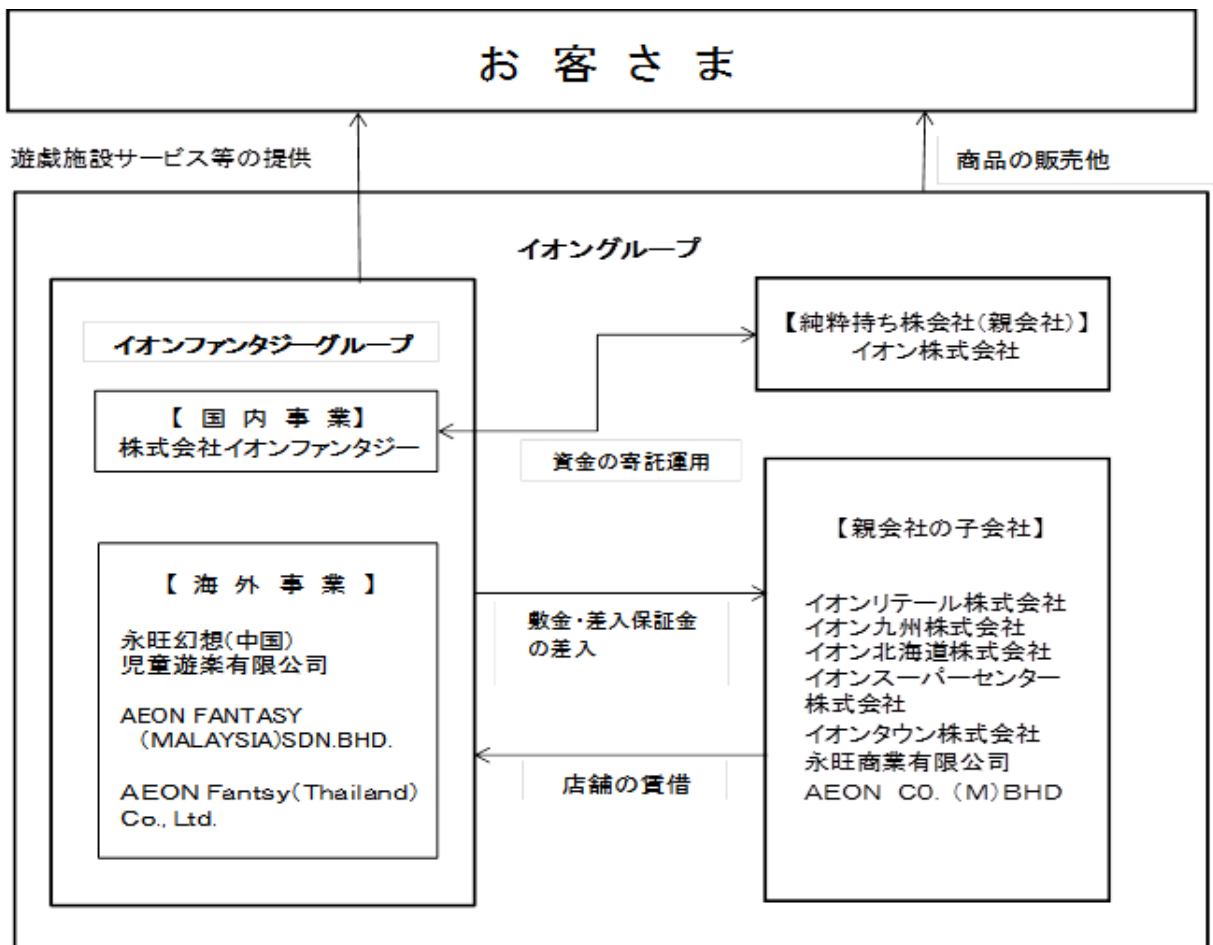 お 客 さ ま
遊戯施設サービス等の提供
商品の販売他
イオングループ
イオンファンタジーグループ
【 国 内 事 業】
株式会社イオンファンタジー
【 海 外 事 業 】
永旺幻想(中国)
児童遊楽有限公司
AEON FANTASY
(MALAYSIA)SDN.BHD.
AEON Fantsy(Thailand)
Co., Ltd.
【純粋持ち株会社(親会社)】
イオン株式会社
資金の寄託運用
敷金・差入保証金
の差入
店舗の賃借
【親会社の子会社】
イオンリテール株式会社
イオン九州株式会社
イオン北海道株式会社
イオンスーパーセンター
株式会社
イオンタウン株式会社
永旺商業有限公司
AEON C0. (M)BHD